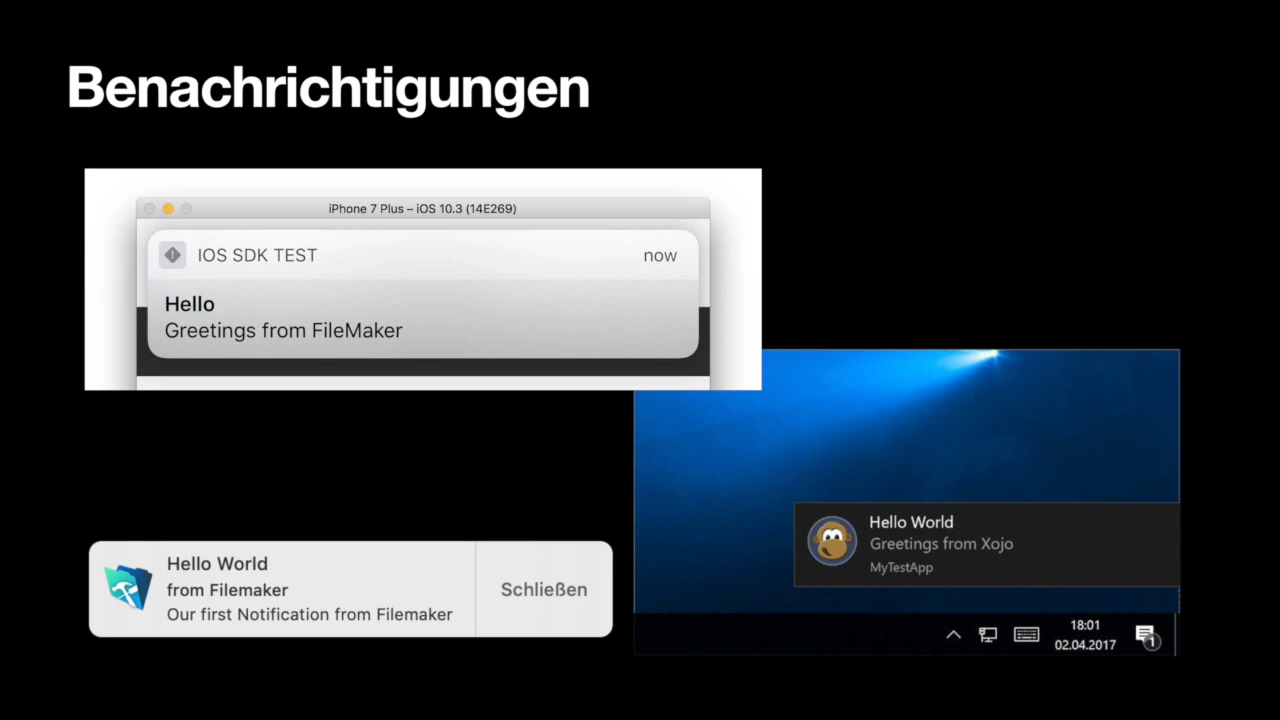 Benachrichtigungen
iPhone 7 Plus – iOS 10.3 (14E269)
IOS SDK TEST
now
Hello
Greetings from FileMaker
Hello World
from Filemaker
Our first Notification from Filemaker
Schließen
Hello World
Greetings from Xojo
MyTestApp
18:01
02.04.2017
1